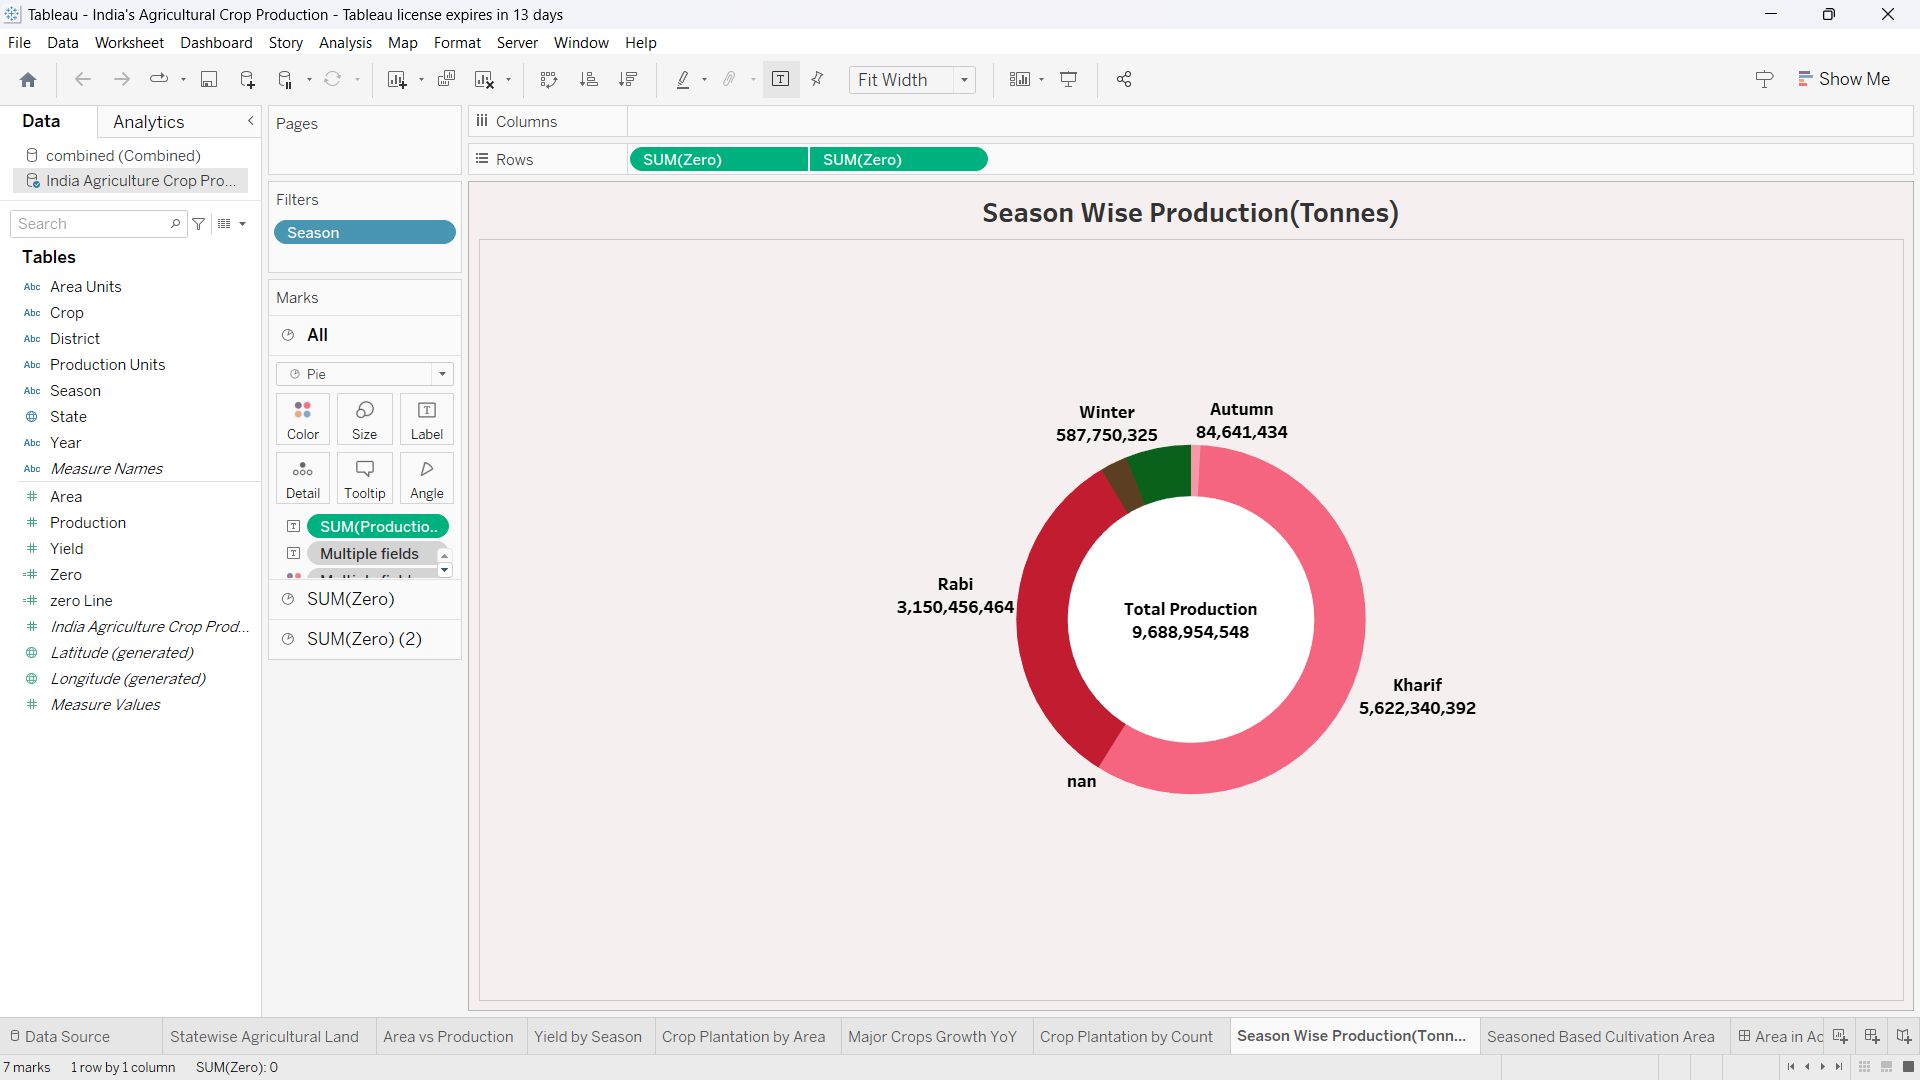 Tableau - India's Agricultural Crop Production - Tableau license expires in 13 days
File Data Worksheet Dashboard Story Analysis Map Format Server Window Help
Fit Width
Show Me
Data Analytics
combined (Combined)
India Agriculture Crop Pro...
Search
Tables
Abc Area Units
Abc Crop
Abc District
Abc Production Units
Abc Season
State
Abc Year
Abc Measure Names
# Area
# Production
# Yield
=# Zero
=# zero Line
# India Agriculture Crop Prod...
Latitude (generated)
Longitude (generated)
# Measure Values
Pages
Filters
Season
Marks
All
Pie
Color Size Label
Detail Tooltip Angle
SUM(Productio..
Multiple fields
SUM(Zero)
SUM(Zero) (2)
Columns
Rows
SUM(Zero) SUM(Zero)
Season Wise Production(Tonnes)
Winter
587,750,325
Autumn
84,641,434
Rabi
3,150,456,464
Total Production
9,688,954,548
Kharif
5,622,340,392
nan
Data Source Statewise Agricultural Land Area vs Production Yield by Season Crop Plantation by Area Major Crops Growth YoY Crop Plantation by Count Season Wise Production(Tonn... Seasoned Based Cultivation Area Area in Ac
7 marks 1 row by 1 column SUM(Zero): 0